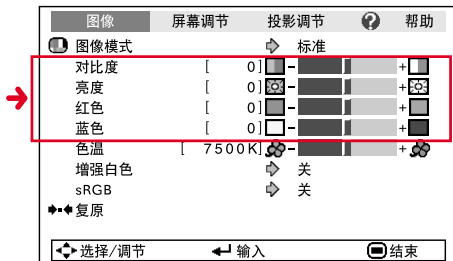 图像 屏幕调节 投影调节 ? 帮助
图像模式 标准
对比度 [ 0] - +
亮度 [ 0] - +
红色 [ 0] - +
蓝色 [ 0] - +
色温 [ 7500K] - +
增强白色 关
sRGB 关
复原
选择/调节 输入 结束